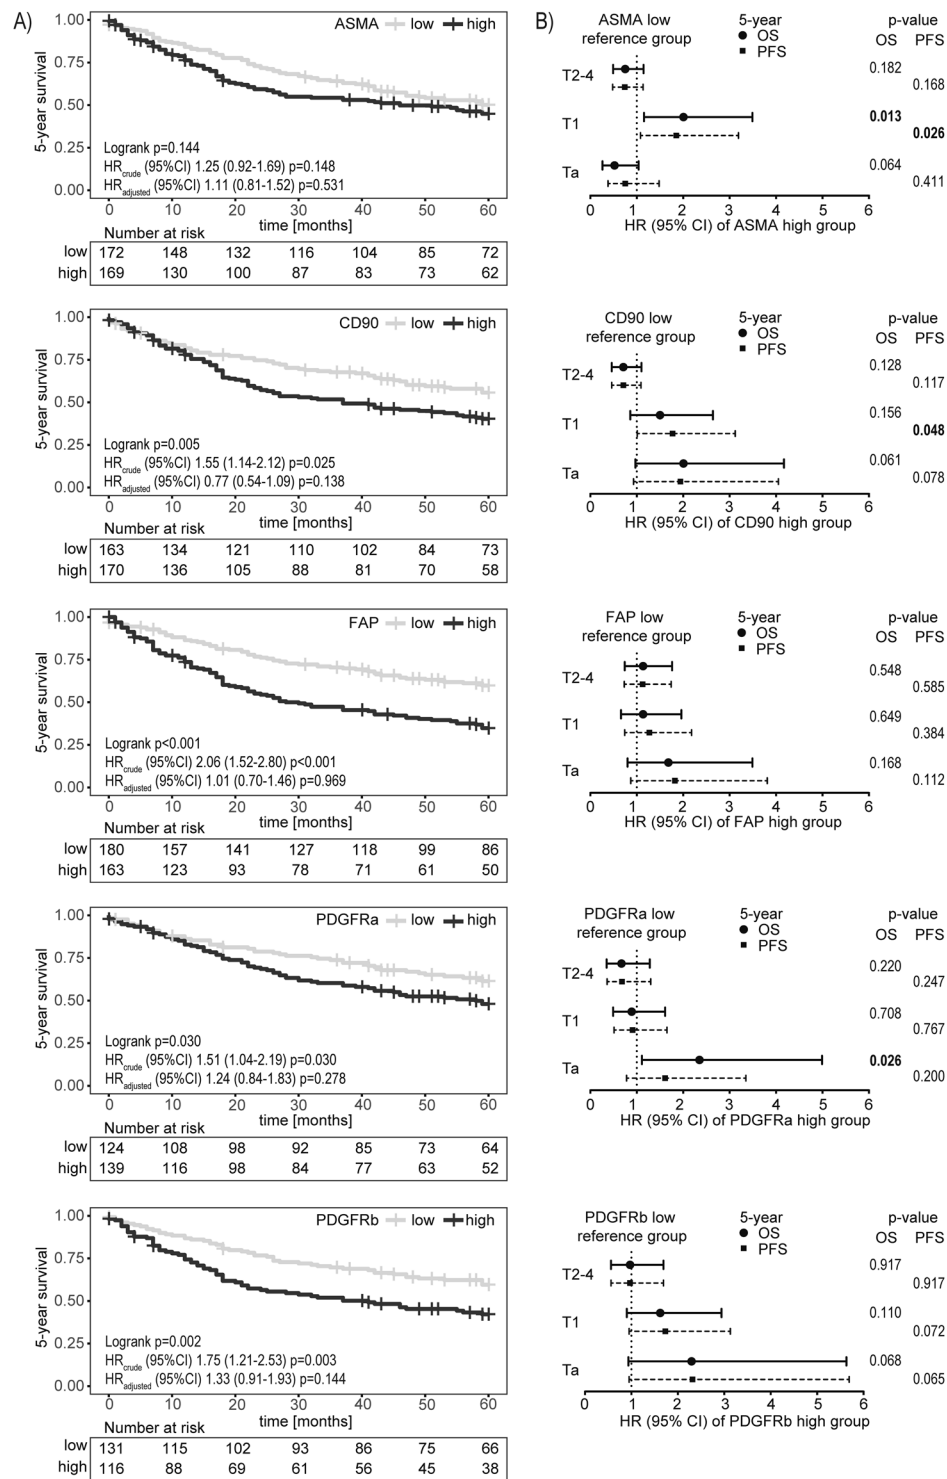 A)
ASMA low high
5-year survival
1.00
0.75
0.50
0.25
0.00
Logrank p=0.144
HRcrude (95%CI) 1.25 (0.92-1.69) p=0.148
HRadjusted (95%CI) 1.11 (0.81-1.52) p=0.531
0 10 20 30 40 50 60
time [months]
Number at risk
low 172 148 132 116 104 85 72
high 169 130 100 87 83 73 62
CD90 low high
5-year survival
1.00
0.75
0.50
0.25
0.00
Logrank p=0.005
HRcrude (95%CI) 1.55 (1.14-2.12) p=0.025
HRadjusted (95%CI) 0.77 (0.54-1.09) p=0.138
0 10 20 30 40 50 60
time [months]
Number at risk
low 163 134 121 110 102 84 73
high 170 136 105 88 81 70 58
FAP low high
5-year survival
1.00
0.75
0.50
0.25
0.00
Logrank p<0.001
HRcrude (95%CI) 2.06 (1.52-2.80) p<0.001
HRadjusted (95%CI) 1.01 (0.70-1.46) p=0.969
0 10 20 30 40 50 60
time [months]
Number at risk
low 180 157 141 127 118 99 86
high 163 123 93 78 71 61 50
PDGFRa low high
5-year survival
1.00
0.75
0.50
0.25
0.00
Logrank p=0.030
HRcrude (95%CI) 1.51 (1.04-2.19) p=0.030
HRadjusted (95%CI) 1.24 (0.84-1.83) p=0.278
0 10 20 30 40 50 60
time [months]
Number at risk
low 124 108 98 92 85 73 64
high 139 116 98 84 77 63 52
PDGFRb low high
5-year survival
1.00
0.75
0.50
0.25
0.00
Logrank p=0.002
HRcrude (95%CI) 1.75 (1.21-2.53) p=0.003
HRadjusted (95%CI) 1.33 (0.91-1.93) p=0.144
0 10 20 30 40 50 60
time [months]
Number at risk
low 131 115 102 93 86 75 66
high 116 88 69 61 56 45 38
B)
ASMA low 5-year p-value
reference group OS PFS OS PFS
T2-4 0.182 0.168
T1 0.013 0.026
Ta 0.064 0.411
0 1 2 3 4 5 6
HR (95% CI) of ASMA high group
CD90 low 5-year p-value
reference group OS PFS OS PFS
T2-4 0.128 0.117
T1 0.156 0.048
Ta 0.061 0.078
0 1 2 3 4 5 6
HR (95% CI) of CD90 high group
FAP low 5-year p-value
reference group OS PFS OS PFS
T2-4 0.548 0.585
T1 0.649 0.384
Ta 0.168 0.112
0 1 2 3 4 5 6
HR (95% CI) of FAP high group
PDGFRa low 5-year p-value
reference group OS PFS OS PFS
T2-4 0.220 0.247
T1 0.708 0.767
Ta 0.026 0.200
0 1 2 3 4 5 6
HR (95% CI) of PDGFRa high group
PDGFRb low 5-year p-value
reference group OS PFS OS PFS
T2-4 0.917 0.917
T1 0.110 0.072
Ta 0.068 0.065
0 1 2 3 4 5 6
HR (95% CI) of PDGFRb high group